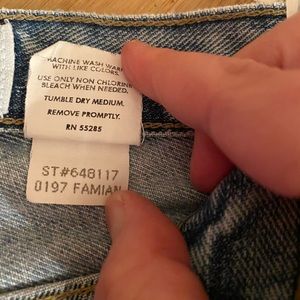 MACHINE WASH WARM
WITH LIKE COLORS.
USE ONLY NON CHLORINE
BLEACH WHEN NEEDED.
TUMBLE DRY MEDIUM.
REMOVE PROMPTLY.
RN 55285
ST#648117
0197 FAMIAN